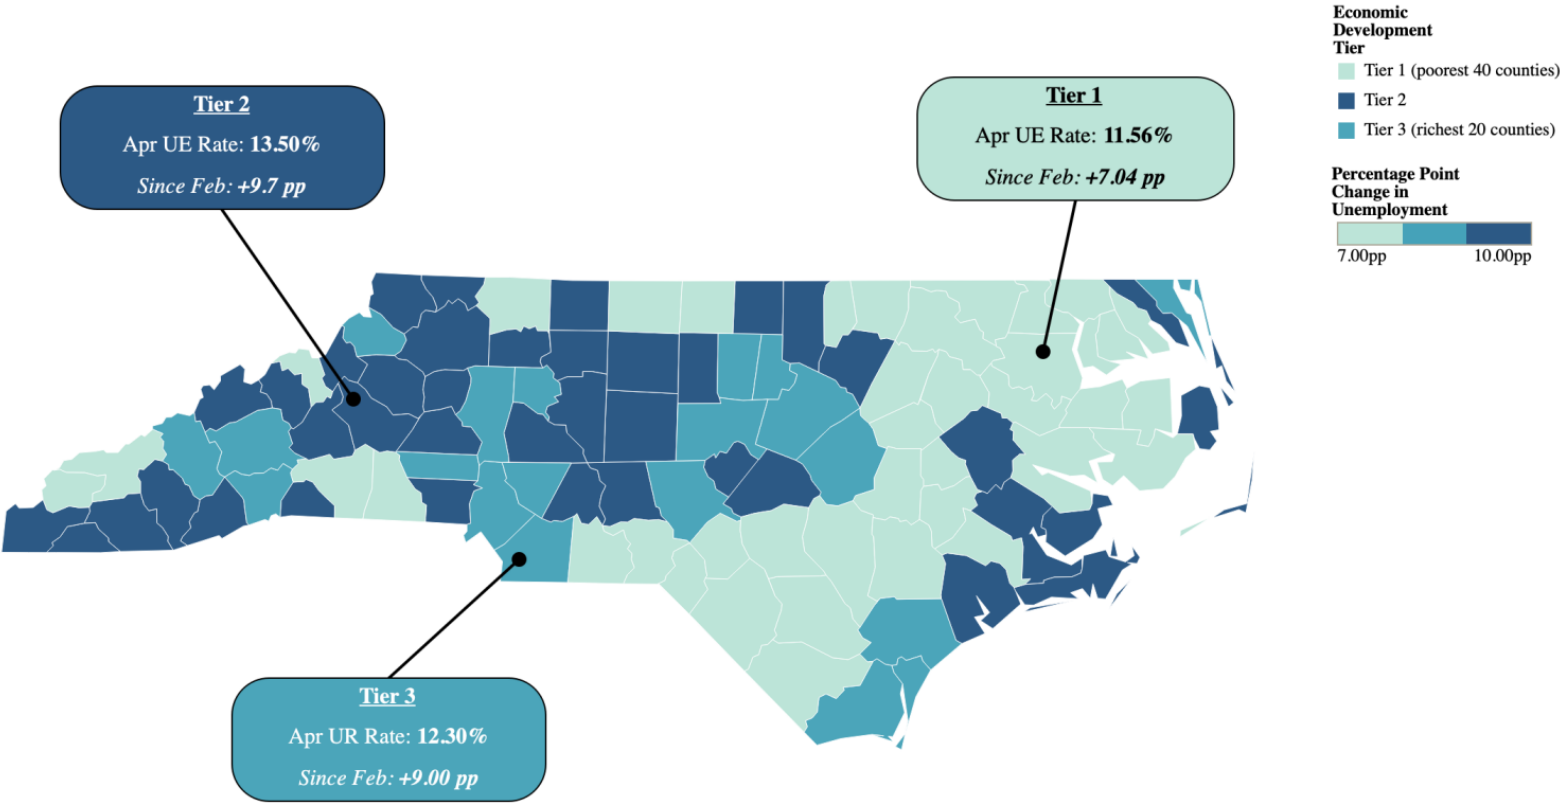 Economic
Development
Tier
Tier 1 (poorest 40 counties)
Tier 2
Tier 3 (richest 20 counties)
Percentage Point
Change in
Unemployment
7.00pp 10.00pp
Tier 2
Apr UE Rate: 13.50%
Since Feb: +9.7 pp
Tier 1
Apr UE Rate: 11.56%
Since Feb: +7.04 pp
Tier 3
Apr UR Rate: 12.30%
Since Feb: +9.00 pp